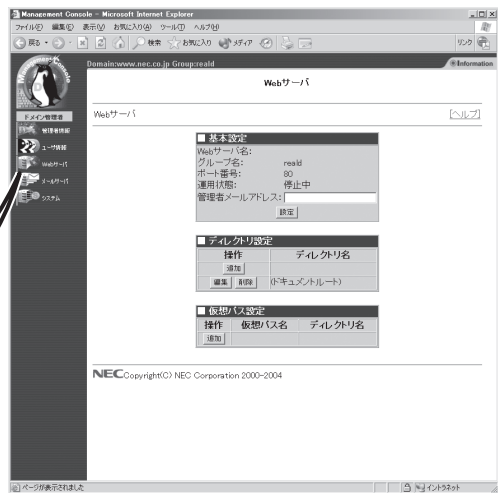 Management Console - Microsoft Internet Explorer
ファイル(F) 編集(E) 表示(V) お気に入り(A) ツール(T) ヘルプ(H)
戻る 検索 お気に入り メディア リンク
Management Console
Domain:www.nec.co.jp Group:reald
Information
Webサーバ
ドメイン管理者
管理者情報
ユーザ情報
Webサーバ
メールサーバ
システム
Webサーバ [ヘルプ]
■ 基本設定
Webサーバ名:
グループ名: reald
ポート番号: 80
運用状態: 停止中
管理者メールアドレス:
設定
■ ディレクトリ設定
操作 ディレクトリ名
追加
編集 削除 (ドキュメントルート)
■ 仮想パス設定
操作 仮想パス名 ディレクトリ名
追加
NEC Copyright(C) NEC Corporation 2000-2004
ページが表示されました イントラネット